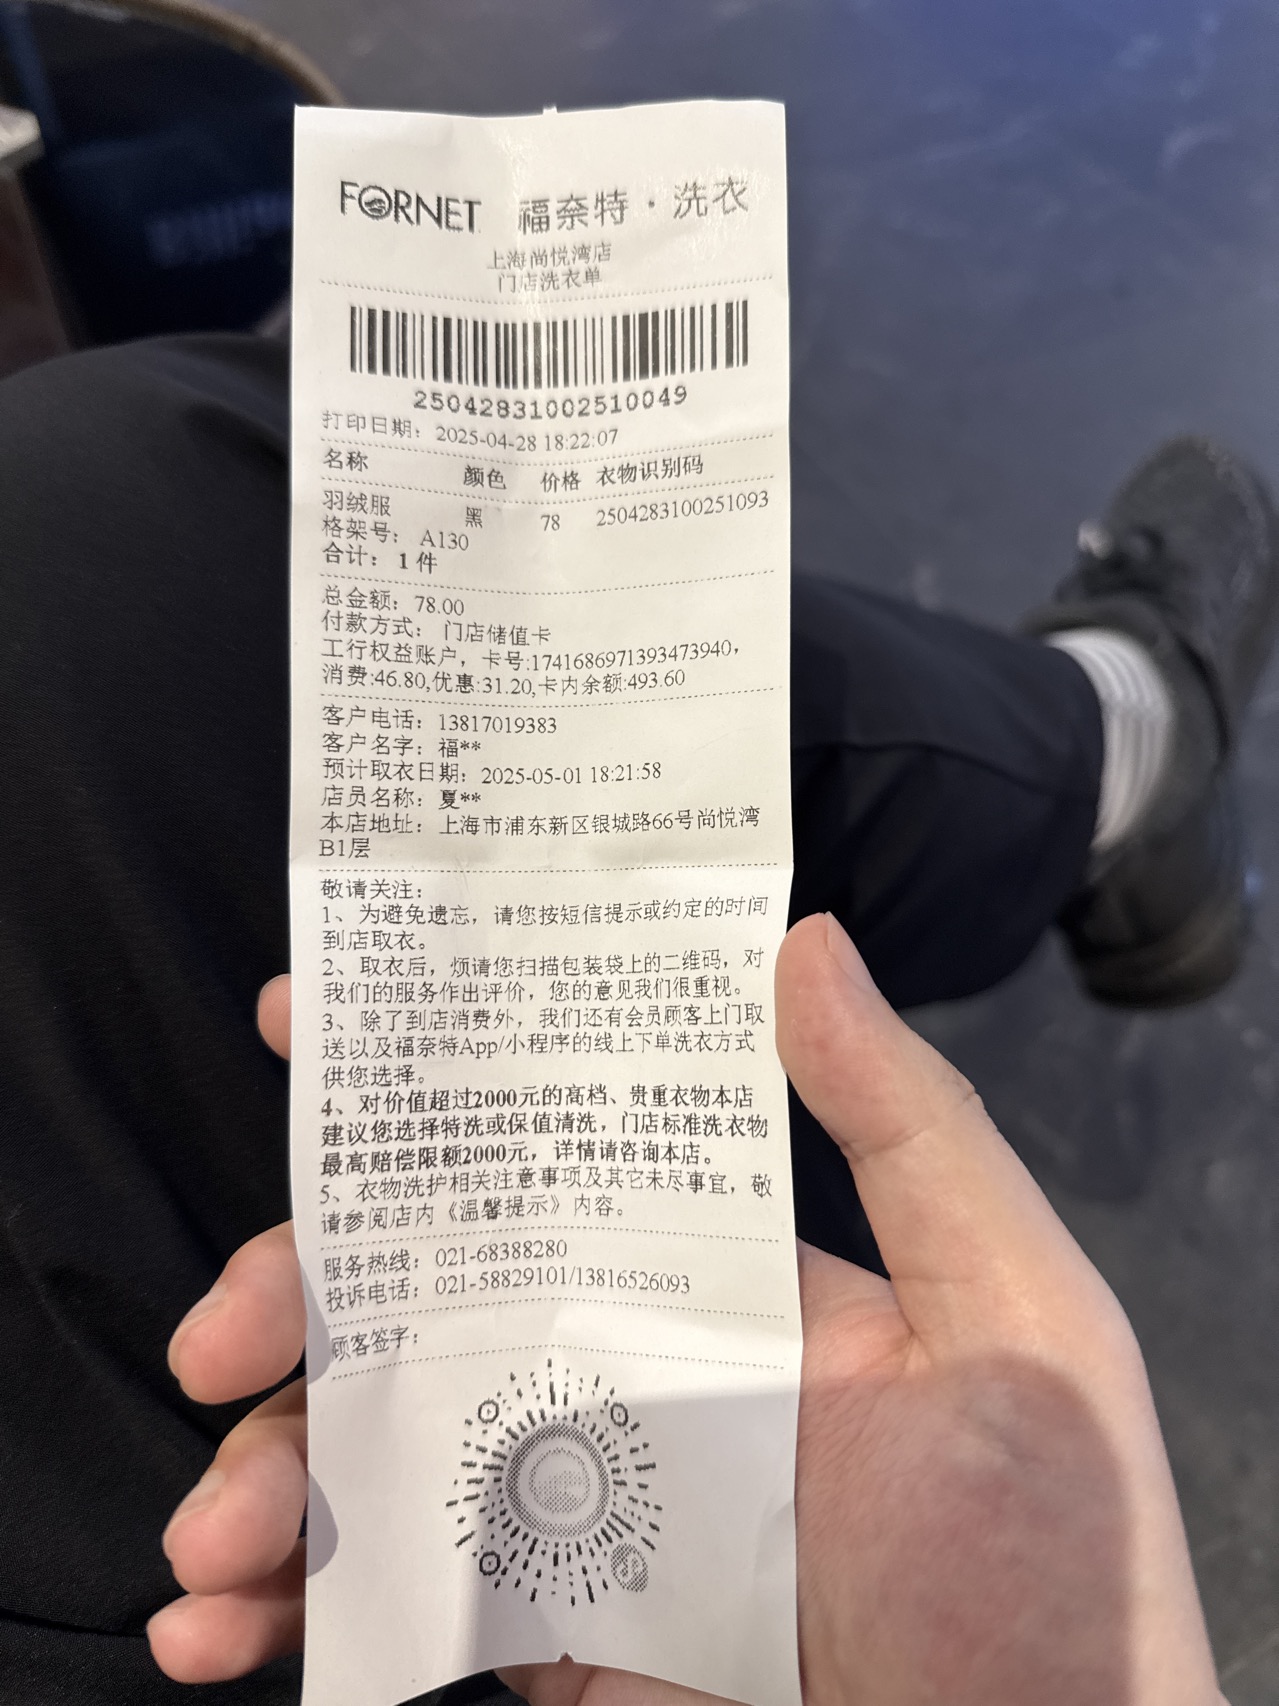 FORNET 福奈特·洗衣
上海尚悦湾店
门店洗衣单
25042831002510049
打印日期：2025-04-28 18:22:07
名称 颜色 价格 衣物识别码
羽绒服 黑 78 2504283100251093
格架号：A130
合计：1 件
总金额：78.00
付款方式：门店储值卡
工行权益账户，卡号:1741686971393473940，
消费:46.80,优惠:31.20,卡内余额:493.60
客户电话：13817019383
客户名字：福**
预计取衣日期：2025-05-01 18:21:58
店员名称：夏**
本店地址：上海市浦东新区银城路66号尚悦湾
B1层
敬请关注：
1、为避免遗忘，请您按短信提示或约定的时间
到店取衣。
2、取衣后，烦请您扫描包装袋上的二维码，对
我们的服务作出评价，您的意见我们很重视。
3、除了到店消费外，我们还有会员顾客上门取
送以及福奈特App/小程序的线上下单洗衣方式
供您选择。
4、对价值超过2000元的高档、贵重衣物本店
建议您选择特洗或保值清洗，门店标准洗衣物
最高赔偿限额2000元，详情请咨询本店。
5、衣物洗护相关注意事项及其它未尽事宜，敬
请参阅店内《温馨提示》内容。
服务热线：021-68388280
投诉电话：021-58829101/13816526093
顾客签字：